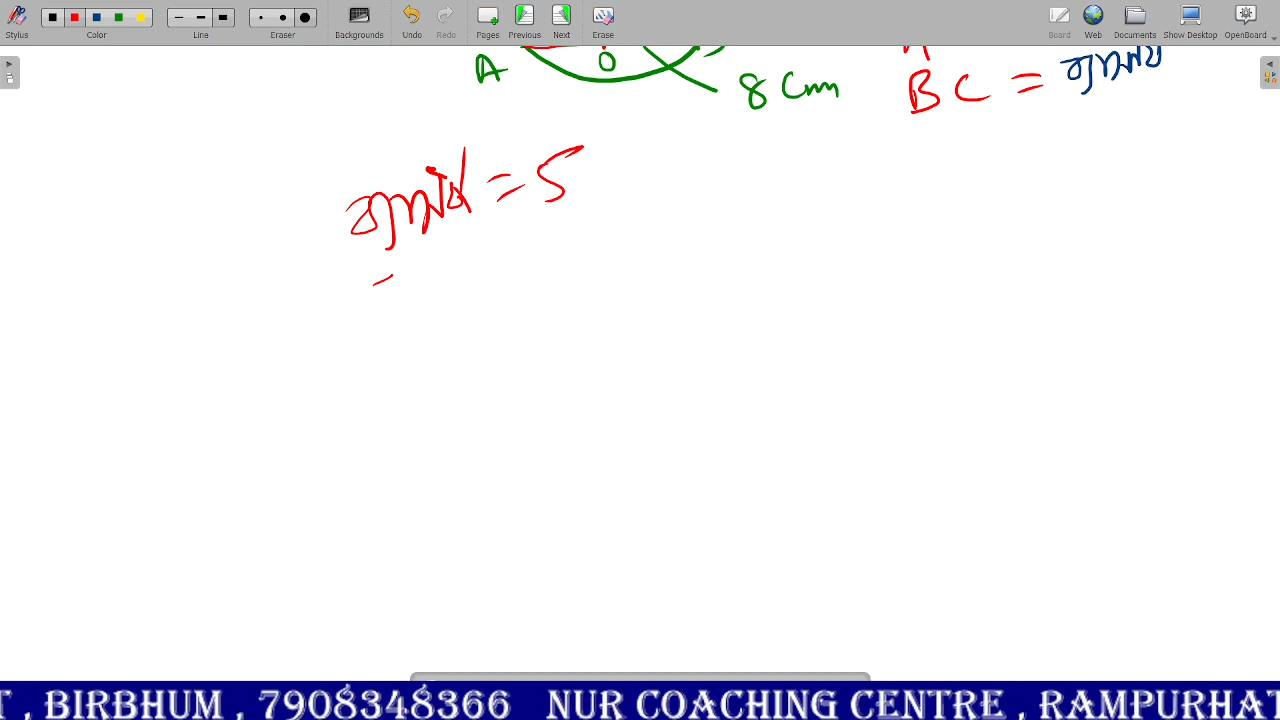 Stylus Color Line Eraser Backgrounds Undo Redo Pages Previous Next Erase Board Web Documents Show Desktop OpenBoard
A O 8 Cm
BC = ব্যাসার্ধ
ব্যাসার্ধ = 5
T , BIRBHUM , 7908348366 NUR COACHING CENTRE , RAMPURHAT